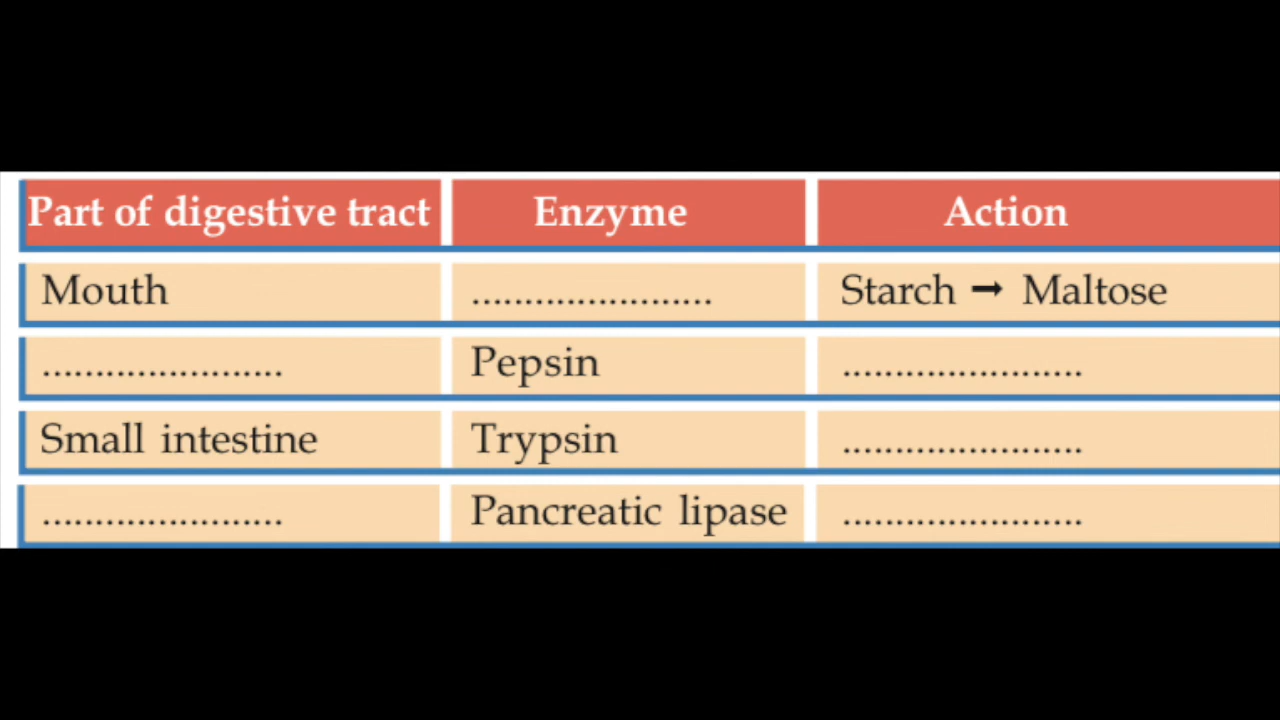 Part of digestive tract Enzyme Action
Mouth ....................... Starch → Maltose
....................... Pepsin .......................
Small intestine Trypsin .......................
....................... Pancreatic lipase .......................